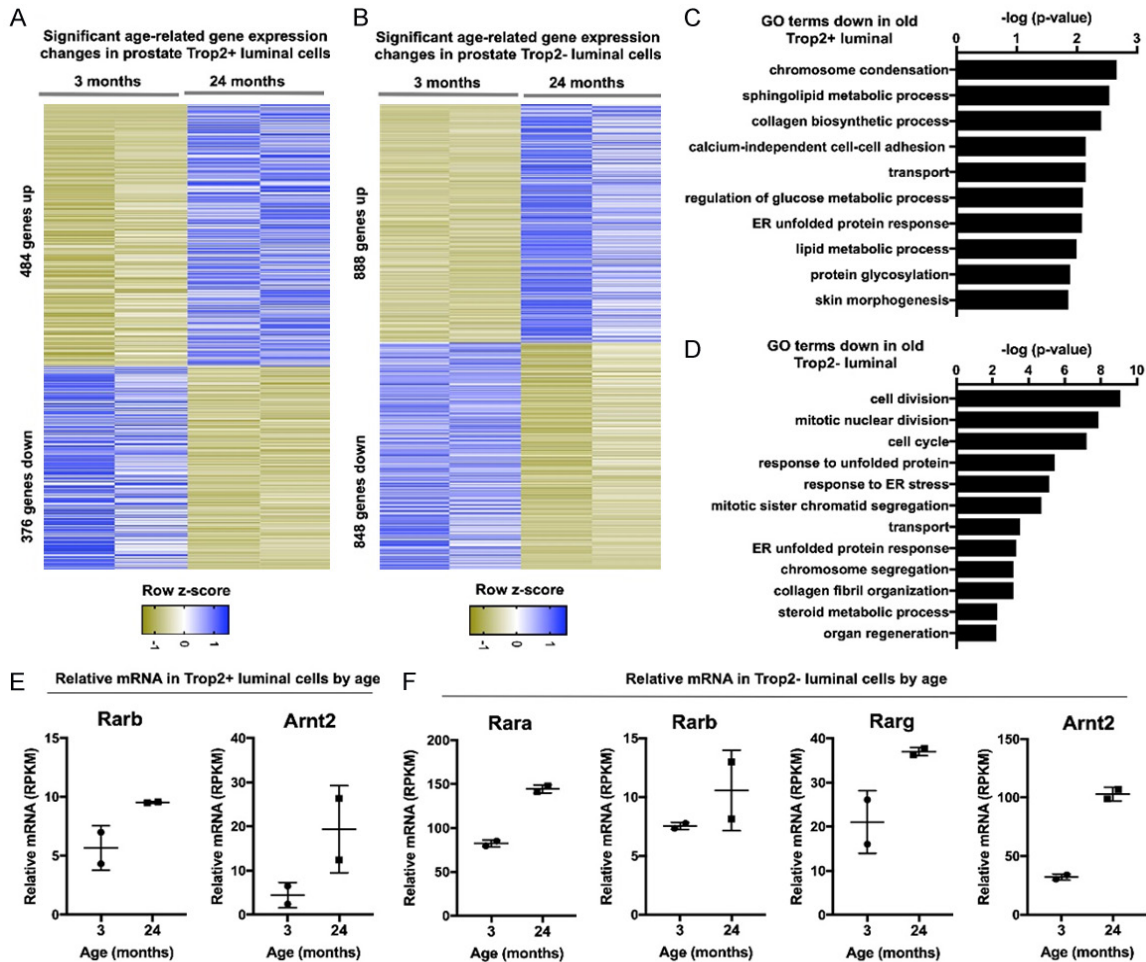 A
Significant age-related gene expression
changes in prostate Trop2+ luminal cells
3 months
24 months
484 genes up
376 genes down
Row z-score
-1
0
1
B
Significant age-related gene expression
changes in prostate Trop2- luminal cells
3 months
24 months
888 genes up
848 genes down
Row z-score
-1
0
1
C
GO terms down in old
Trop2+ luminal
-log (p-value)
0 1 2 3
chromosome condensation
sphingolipid metabolic process
collagen biosynthetic process
calcium-independent cell-cell adhesion
transport
regulation of glucose metabolic process
ER unfolded protein response
lipid metabolic process
protein glycosylation
skin morphogenesis
D
GO terms down in old
Trop2- luminal
-log (p-value)
0 2 4 6 8 10
cell division
mitotic nuclear division
cell cycle
response to unfolded protein
response to ER stress
mitotic sister chromatid segregation
transport
ER unfolded protein response
chromosome segregation
collagen fibril organization
steroid metabolic process
organ regeneration
E
Relative mRNA in Trop2+ luminal cells by age
Rarb
Relative mRNA (RPKM)
15
10
5
0
3 24
Age (months)
Arnt2
Relative mRNA (RPKM)
40
30
20
10
0
3 24
Age (months)
F
Relative mRNA in Trop2- luminal cells by age
Rara
Relative mRNA (RPKM)
200
150
100
50
0
3 24
Age (months)
Rarb
Relative mRNA (RPKM)
15
10
5
0
3 24
Age (months)
Rarg
Relative mRNA (RPKM)
40
30
20
10
0
3 24
Age (months)
Arnt2
Relative mRNA (RPKM)
150
100
50
0
3 24
Age (months)